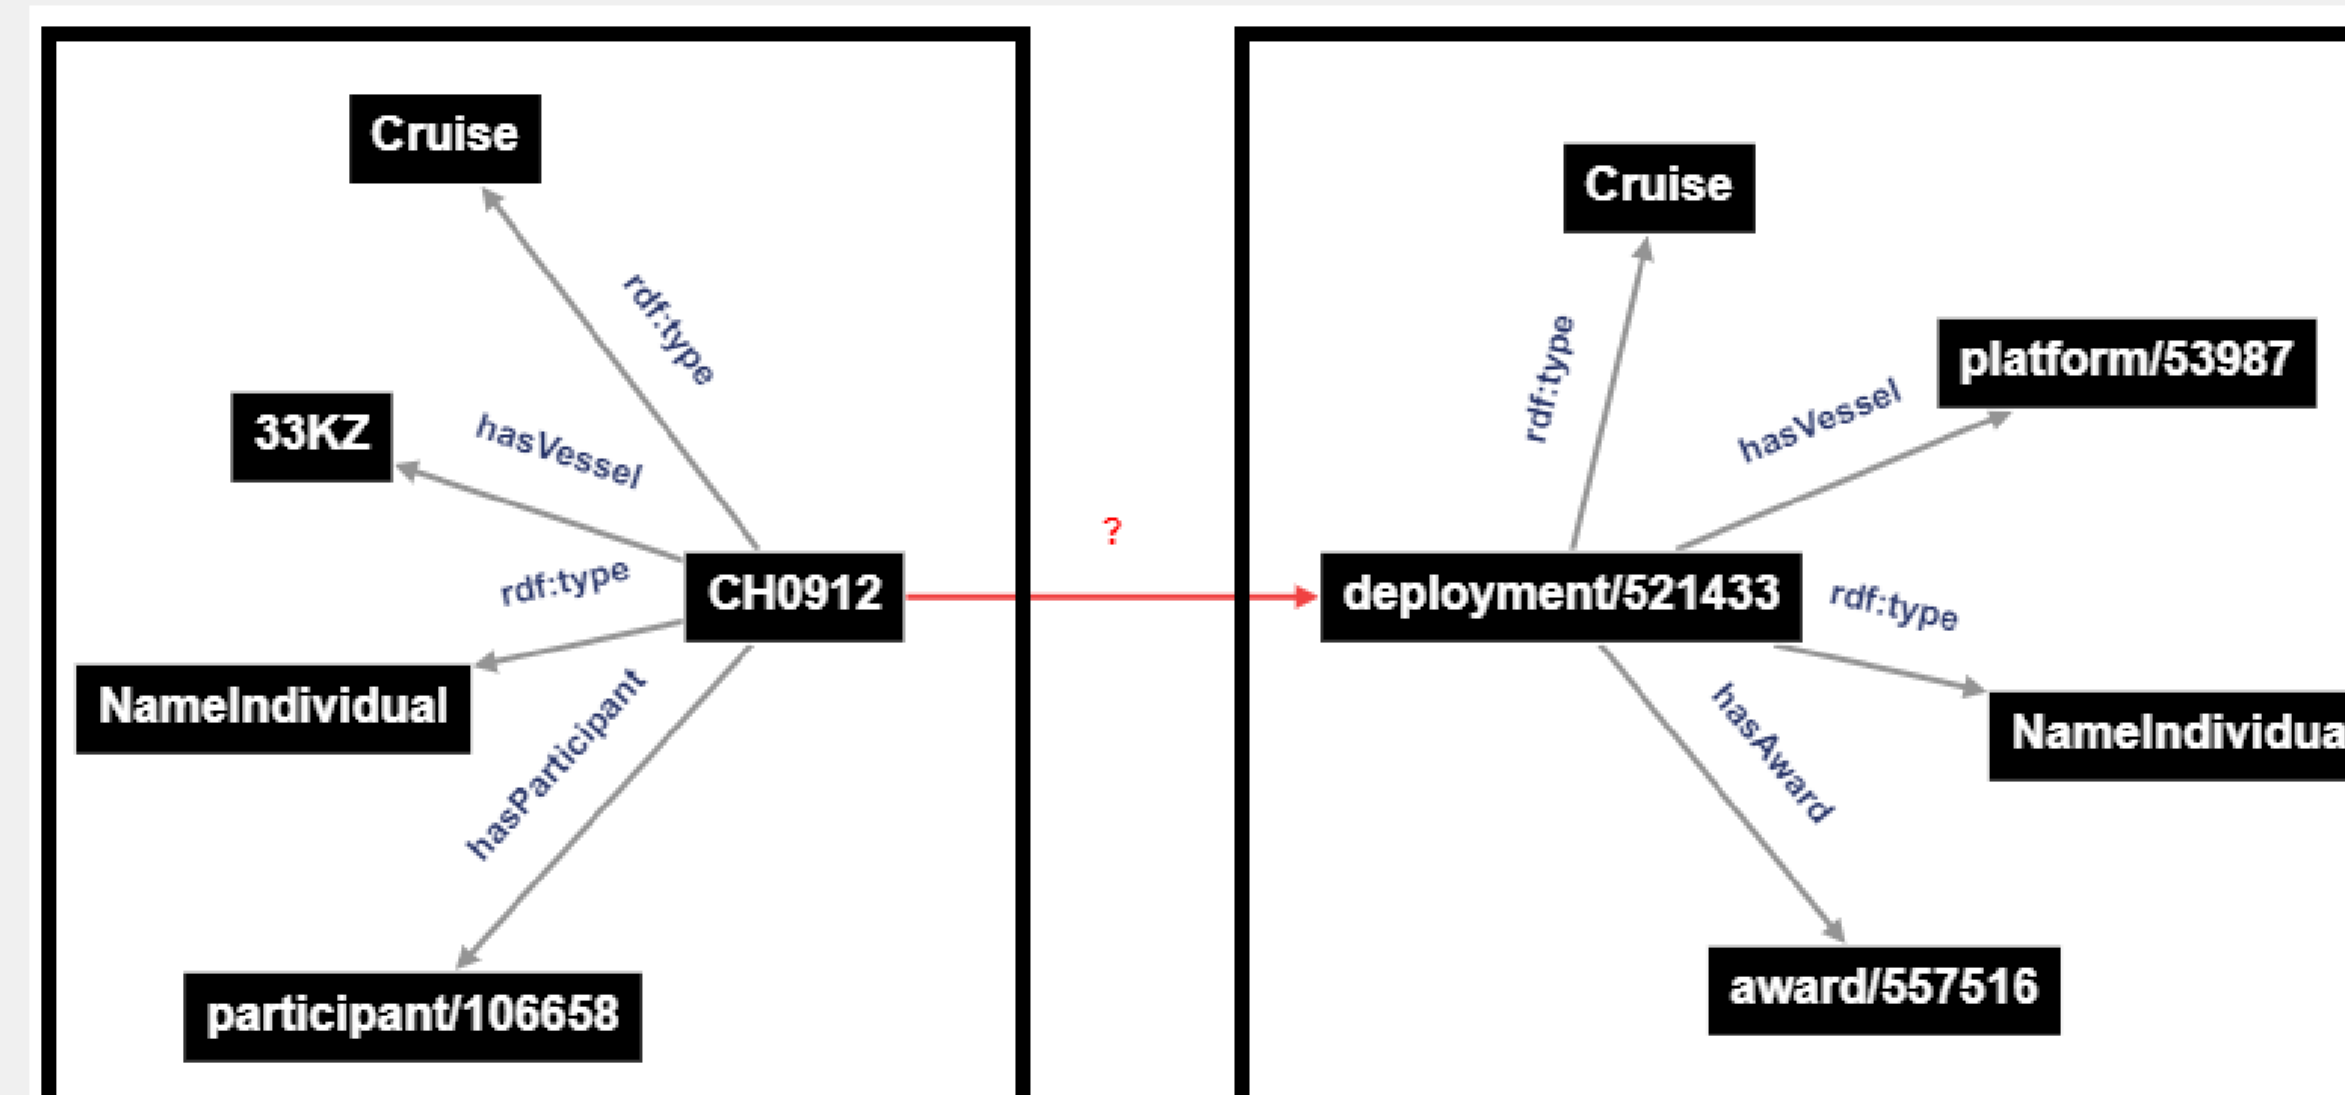 Cruise
rdf:type
33KZ
hasVessel
rdf:type
CH0912
NameIndividual
hasParticipant
participant/106658
?
Cruise
rdf:type
platform/53987
hasVessel
deployment/521433
rdf:type
NameIndividua
hasAward
award/557516